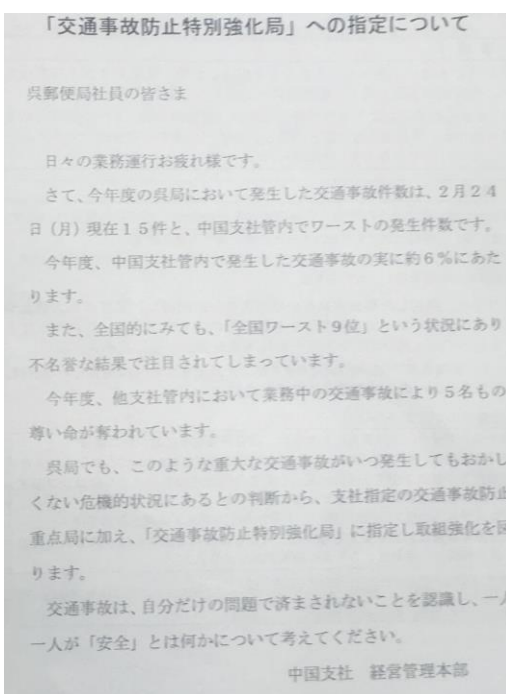 「交通事故防止特別強化局」への指定について
呉郵便局社員の皆さま
日々の業務運行お疲れ様です。
さて、今年度の呉局において発生した交通事故件数は、2月24
日（月）現在15件と、中国支社管内でワーストの発生件数です。
今年度、中国支社管内で発生した交通事故の実に約6％にあた
ります。
また、全国的にみても、「全国ワースト9位」という状況にあり
不名誉な結果で注目されてしまっています。
今年度、他支社管内において業務中の交通事故により5名もの
尊い命が奪われています。
呉局でも、このような重大な交通事故がいつ発生してもおかし
くない危機的状況にあるとの判断から、支社指定の交通事故防止
重点局に加え、「交通事故防止特別強化局」に指定し取組強化を図
ります。
交通事故は、自分だけの問題で済まされないことを認識し、一人
一人が「安全」とは何かについて考えてください。
中国支社　経営管理本部